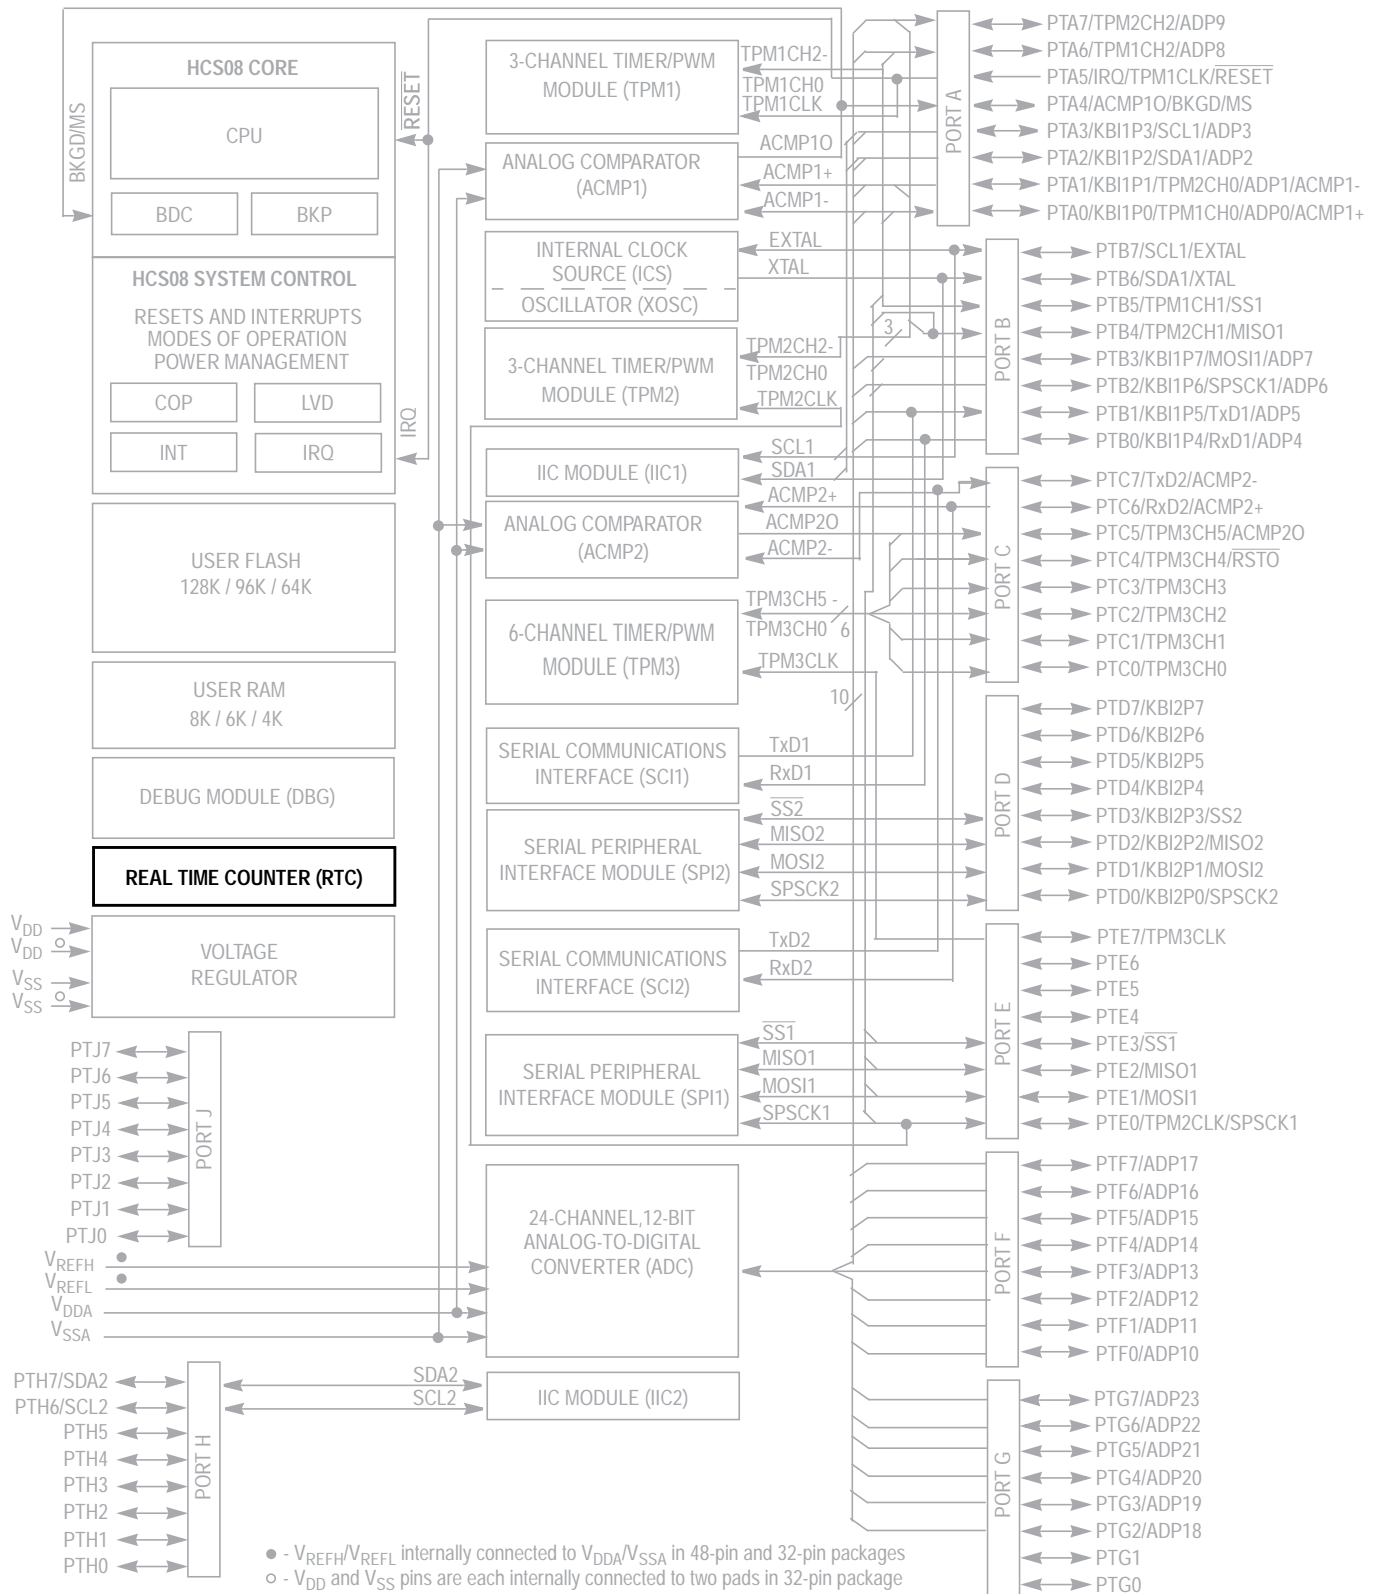 BKGD/MS
HCS08 CORE
CPU
BDC
BKP
RESET
HCS08 SYSTEM CONTROL
RESETS AND INTERRUPTS
MODES OF OPERATION
POWER MANAGEMENT
COP
LVD
INT
IRQ
IRQ
USER FLASH
128K / 96K / 64K
USER RAM
8K / 6K / 4K
DEBUG MODULE (DBG)
REAL TIME COUNTER (RTC)
VDD
VDD
VSS
VSS
VOLTAGE
REGULATOR
PTJ7
PTJ6
PTJ5
PTJ4
PTJ3
PTJ2
PTJ1
PTJ0
PORT J
VREFH
VREFL
VDDA
VSSA
PTH7/SDA2
PTH6/SCL2
PTH5
PTH4
PTH3
PTH2
PTH1
PTH0
PORT H
3-CHANNEL TIMER/PWM
MODULE (TPM1)
TPM1CH2-
TPM1CH0
TPM1CLK
ANALOG COMPARATOR
(ACMP1)
ACMP1O
ACMP1+
ACMP1-
INTERNAL CLOCK
SOURCE (ICS)
OSCILLATOR (XOSC)
EXTAL
XTAL
3-CHANNEL TIMER/PWM
MODULE (TPM2)
TPM2CH2-
TPM2CH0
TPM2CLK
3
IIC MODULE (IIC1)
SCL1
SDA1
ANALOG COMPARATOR
(ACMP2)
ACMP2+
ACMP2O
ACMP2-
6-CHANNEL TIMER/PWM
MODULE (TPM3)
TPM3CH5 -
TPM3CH0 6
TPM3CLK
10
SERIAL COMMUNICATIONS
INTERFACE (SCI1)
TxD1
RxD1
SERIAL PERIPHERAL
INTERFACE MODULE (SPI2)
SS2
MISO2
MOSI2
SPSCK2
SERIAL COMMUNICATIONS
INTERFACE (SCI2)
TxD2
RxD2
SERIAL PERIPHERAL
INTERFACE MODULE (SPI1)
SS1
MISO1
MOSI1
SPSCK1
24-CHANNEL,12-BIT
ANALOG-TO-DIGITAL
CONVERTER (ADC)
IIC MODULE (IIC2)
SDA2
SCL2
PORT A
PTA7/TPM2CH2/ADP9
PTA6/TPM1CH2/ADP8
PTA5/IRQ/TPM1CLK/RESET
PTA4/ACMP1O/BKGD/MS
PTA3/KBI1P3/SCL1/ADP3
PTA2/KBI1P2/SDA1/ADP2
PTA1/KBI1P1/TPM2CH0/ADP1/ACMP1-
PTA0/KBI1P0/TPM1CH0/ADP0/ACMP1+
PORT B
PTB7/SCL1/EXTAL
PTB6/SDA1/XTAL
PTB5/TPM1CH1/SS1
PTB4/TPM2CH1/MISO1
PTB3/KBI1P7/MOSI1/ADP7
PTB2/KBI1P6/SPSCK1/ADP6
PTB1/KBI1P5/TxD1/ADP5
PTB0/KBI1P4/RxD1/ADP4
PORT C
PTC7/TxD2/ACMP2-
PTC6/RxD2/ACMP2+
PTC5/TPM3CH5/ACMP2O
PTC4/TPM3CH4/RSTO
PTC3/TPM3CH3
PTC2/TPM3CH2
PTC1/TPM3CH1
PTC0/TPM3CH0
PORT D
PTD7/KBI2P7
PTD6/KBI2P6
PTD5/KBI2P5
PTD4/KBI2P4
PTD3/KBI2P3/SS2
PTD2/KBI2P2/MISO2
PTD1/KBI2P1/MOSI2
PTD0/KBI2P0/SPSCK2
PORT E
PTE7/TPM3CLK
PTE6
PTE5
PTE4
PTE3/SS1
PTE2/MISO1
PTE1/MOSI1
PTE0/TPM2CLK/SPSCK1
PORT F
PTF7/ADP17
PTF6/ADP16
PTF5/ADP15
PTF4/ADP14
PTF3/ADP13
PTF2/ADP12
PTF1/ADP11
PTF0/ADP10
PORT G
PTG7/ADP23
PTG6/ADP22
PTG5/ADP21
PTG4/ADP20
PTG3/ADP19
PTG2/ADP18
PTG1
PTG0
● - VREFH/VREFL internally connected to VDDA/VSSA in 48-pin and 32-pin packages
○ - VDD and VSS pins are each internally connected to two pads in 32-pin package